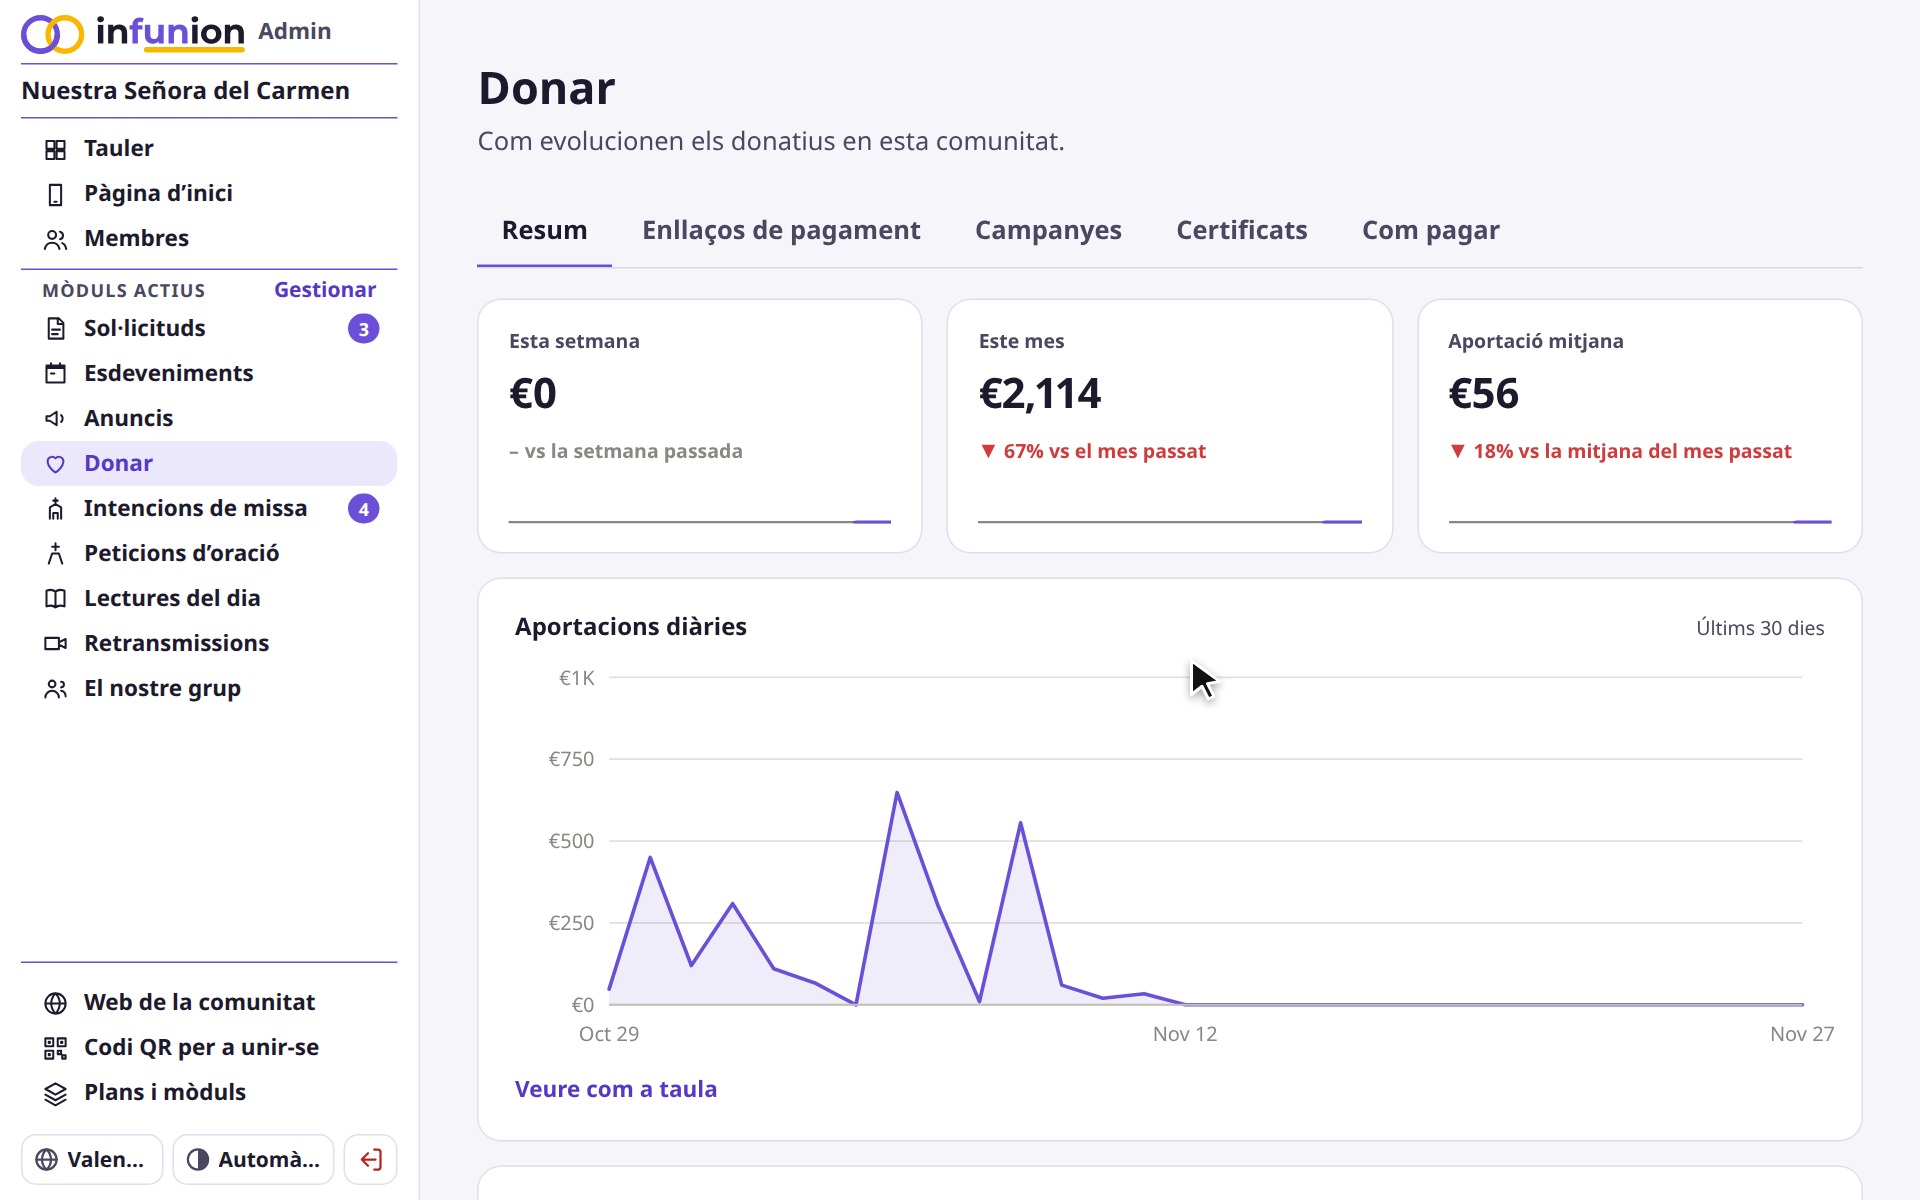 infunion Admin
Nuestra Señora del Carmen
Tauler
Pàgina d’inici
Membres
MÒDULS ACTIUS
Gestionar
Sol·licituds
3
Esdeveniments
Anuncis
Donar
Intencions de missa
4
Peticions d’oració
Lectures del dia
Retransmissions
El nostre grup
Web de la comunitat
Codi QR per a unir-se
Plans i mòduls
Valen...
Automà...
Donar
Com evolucionen els donatius en esta comunitat.
Resum
Enllaços de pagament
Campanyes
Certificats
Com pagar
Esta setmana
€0
– vs la setmana passada
Este mes
€2,114
▼ 67% vs el mes passat
Aportació mitjana
€56
▼ 18% vs la mitjana del mes passat
Aportacions diàries
Últims 30 dies
€1K
€750
€500
€250
€0
Oct 29
Nov 12
Nov 27
Veure com a taula